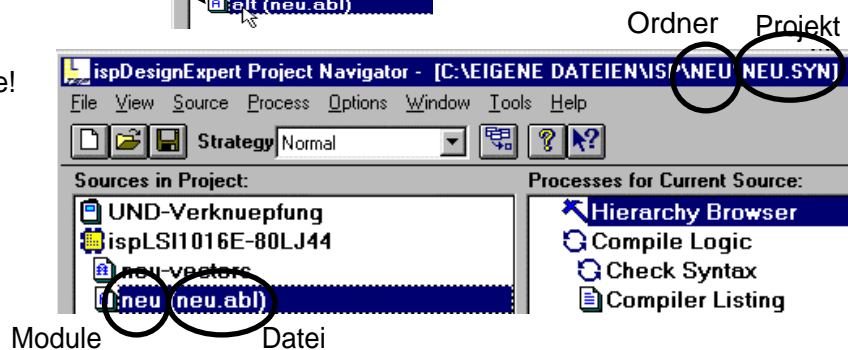 alt (neu.abl)
Ordner Projekt
e!
ispDesignExpert Project Navigator - [C:\EIGENE DATEIEN\ISP\NEU\NEU.SYN]
File View Source Process Options Window Tools Help
Strategy Normal
Sources in Project:
Processes for Current Source:
UND-Verknuepfung
Hierarchy Browser
ispLSI1016E-80LJ44
Compile Logic
neu-vectors
Check Syntax
neu (neu.abl)
Compiler Listing
Module Datei